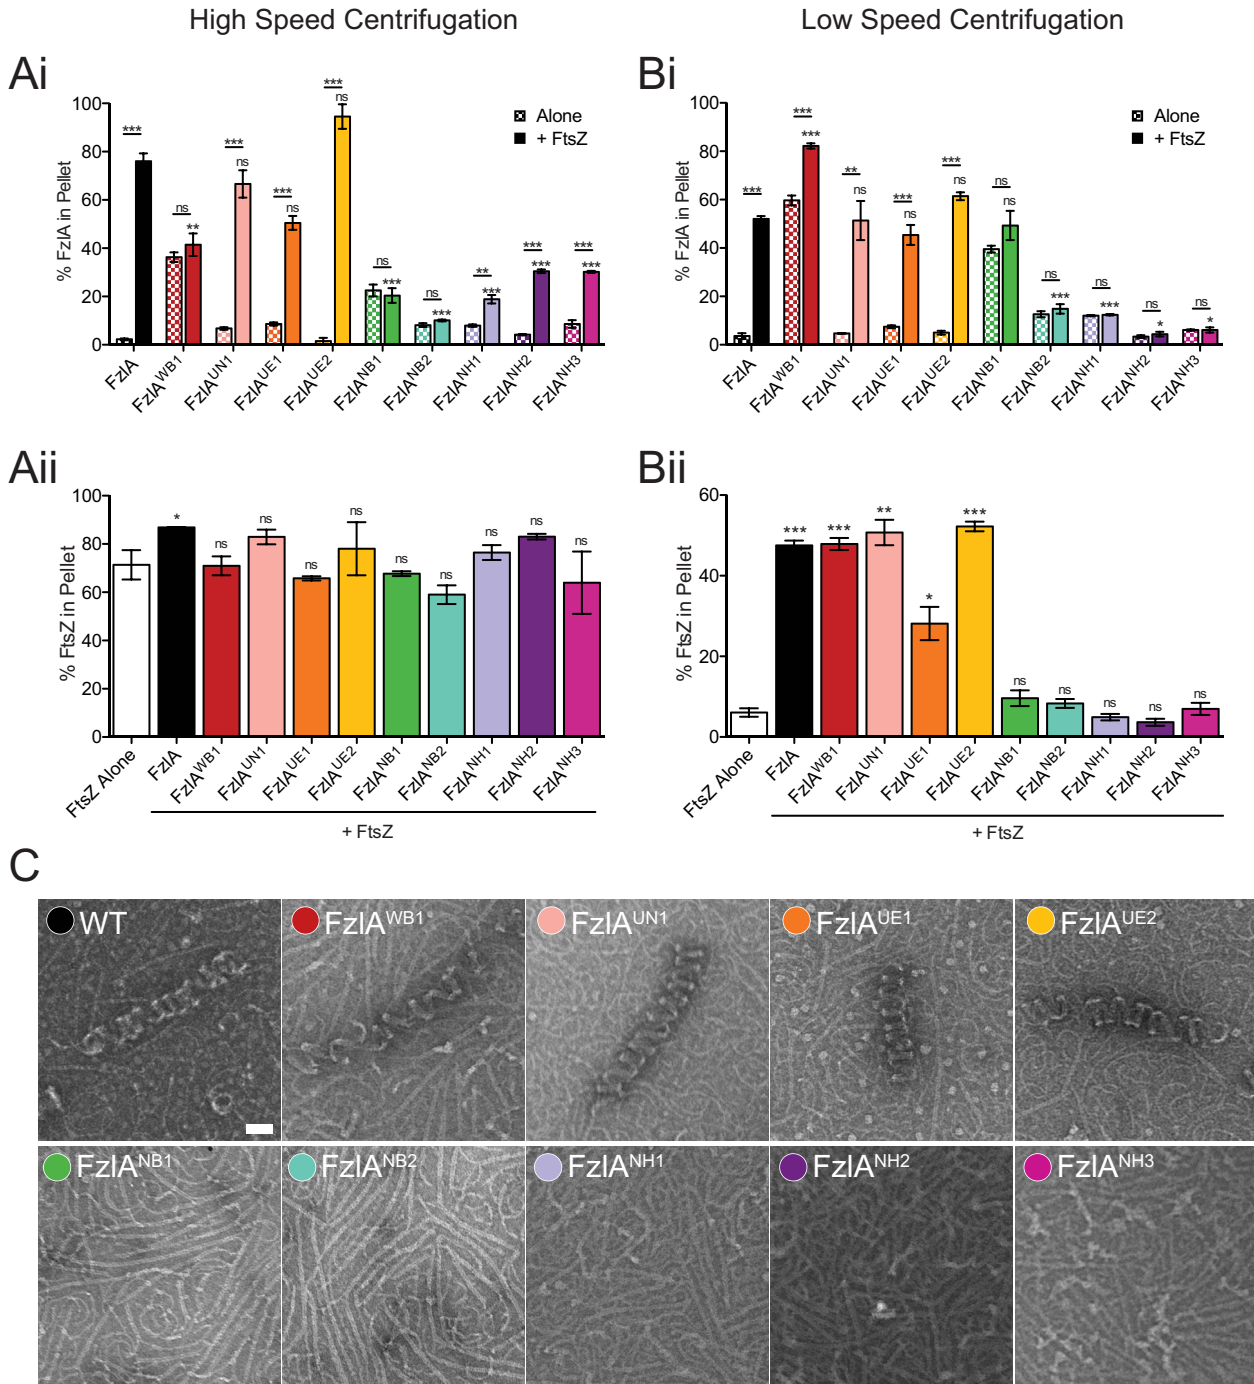 High Speed Centrifugation
Low Speed Centrifugation
Ai
% FzlA in Pellet
100
80
60
40
20
0
Alone
+ FtsZ
***
ns
**
***
ns
***
ns
***
ns
ns
***
ns
***
**
***
***
***
***
***
FzlA
FzlA^WB1
FzlA^UN1
FzlA^UE1
FzlA^UE2
FzlA^NB1
FzlA^NB2
FzlA^NH1
FzlA^NH2
FzlA^NH3
Bi
% FzlA in Pellet
100
80
60
40
20
0
Alone
+ FtsZ
***
***
***
**
ns
***
ns
***
ns
ns
ns
ns
***
ns
***
ns
*
ns
*
FzlA
FzlA^WB1
FzlA^UN1
FzlA^UE1
FzlA^UE2
FzlA^NB1
FzlA^NB2
FzlA^NH1
FzlA^NH2
FzlA^NH3
Aii
% FtsZ in Pellet
100
80
60
40
20
0
*
ns
ns
ns
ns
ns
ns
ns
ns
ns
FtsZ Alone
FzlA
FzlA^WB1
FzlA^UN1
FzlA^UE1
FzlA^UE2
FzlA^NB1
FzlA^NB2
FzlA^NH1
FzlA^NH2
FzlA^NH3
+ FtsZ
Bii
% FtsZ in Pellet
60
40
20
0
***
***
**
*
***
ns
ns
ns
ns
ns
FtsZ Alone
FzlA
FzlA^WB1
FzlA^UN1
FzlA^UE1
FzlA^UE2
FzlA^NB1
FzlA^NB2
FzlA^NH1
FzlA^NH2
FzlA^NH3
+ FtsZ
C
WT
FzlA^WB1
FzlA^UN1
FzlA^UE1
FzlA^UE2
FzlA^NB1
FzlA^NB2
FzlA^NH1
FzlA^NH2
FzlA^NH3